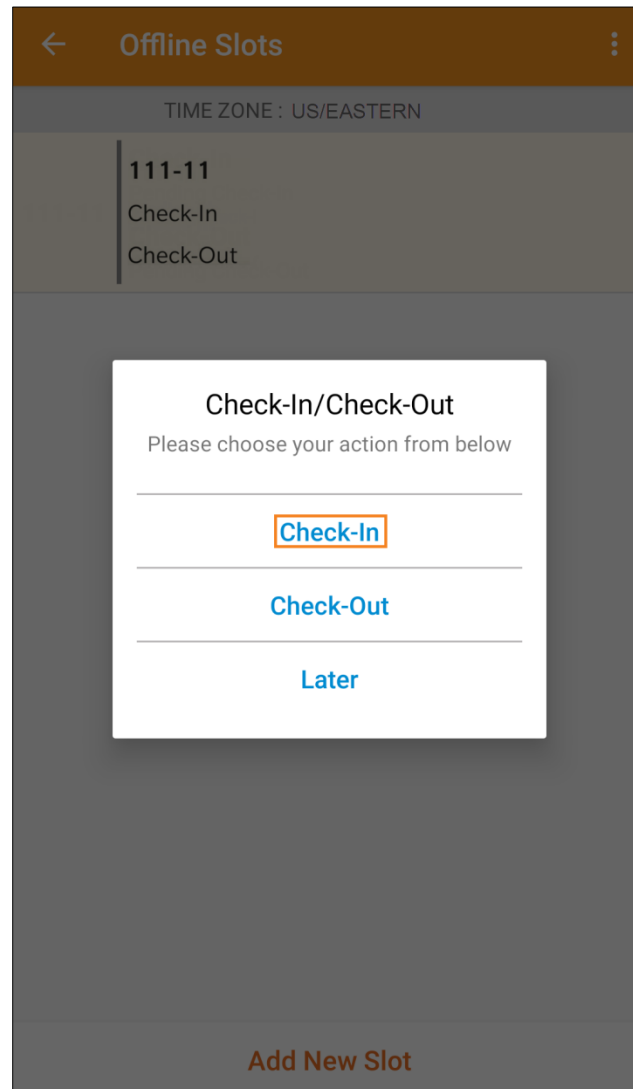 Offline Slots
TIME ZONE : US/EASTERN
111-11
Check-In
Check-Out
Check-In/Check-Out
Please choose your action from below
Check-In
Check-Out
Later
Add New Slot